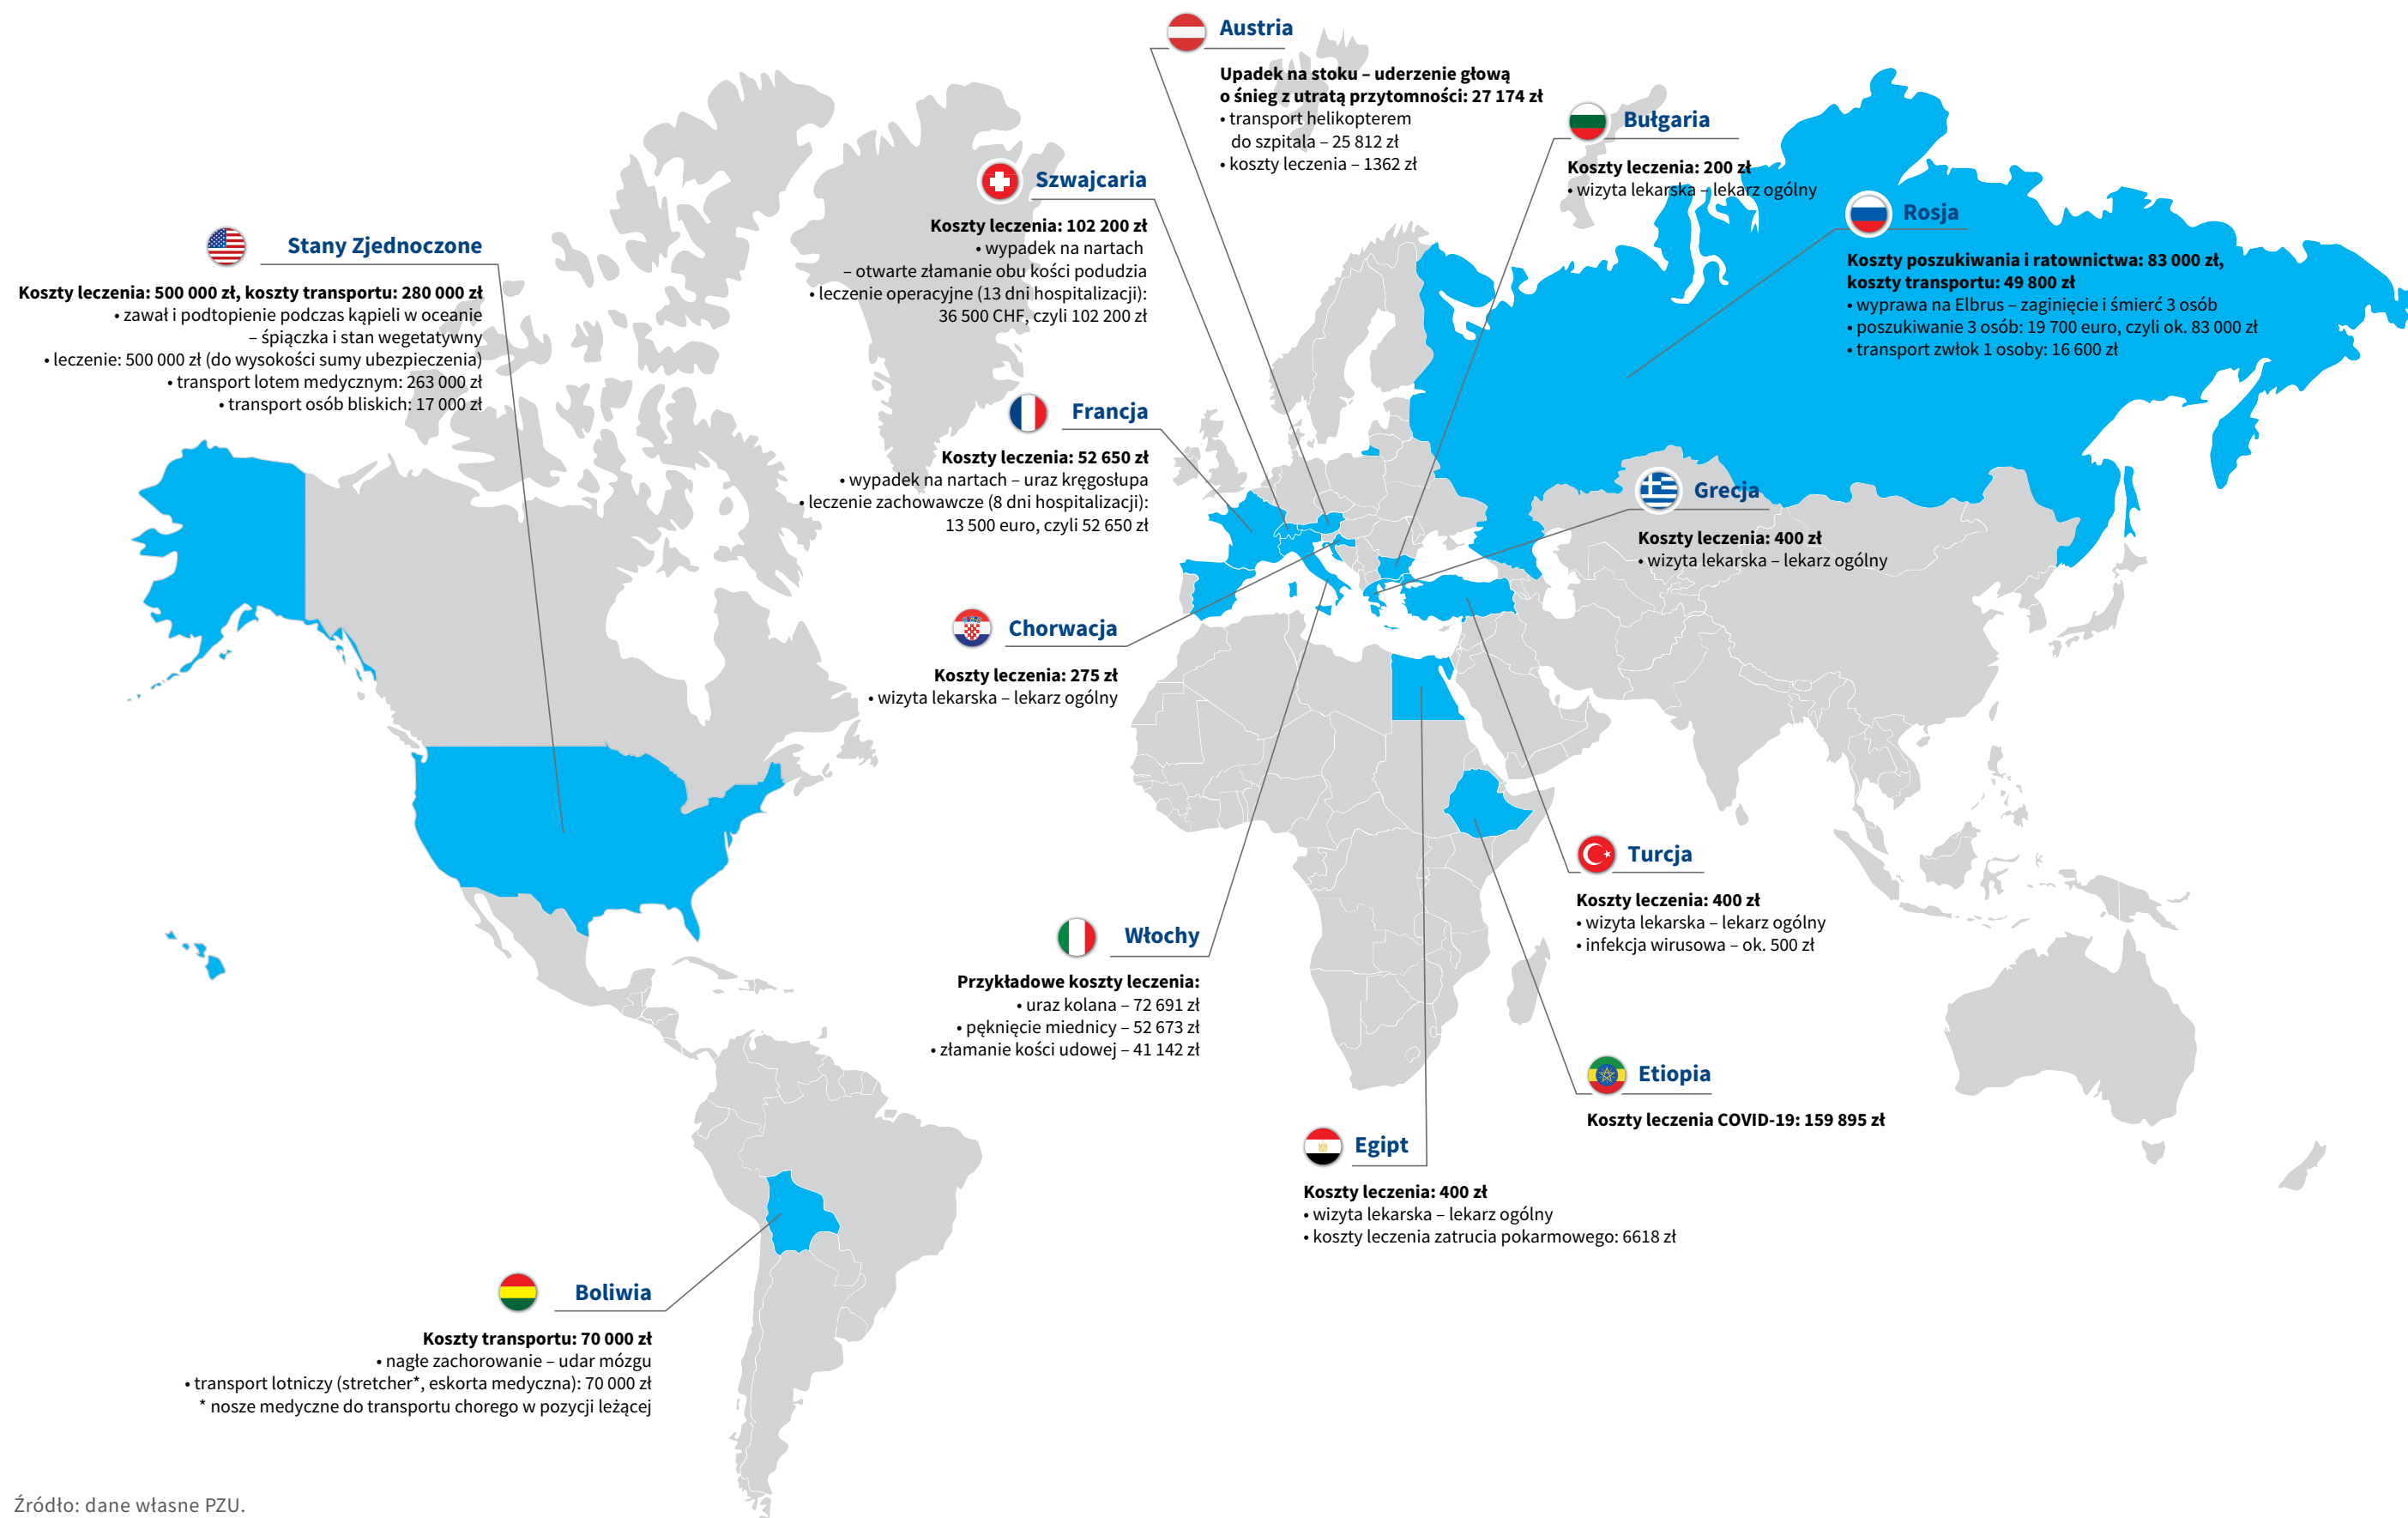 Austria
Upadek na stoku – uderzenie głową
o śnieg z utratą przytomności: 27 174 zł
• transport helikopterem
do szpitala – 25 812 zł
• koszty leczenia – 1362 zł
Bułgaria
Koszty leczenia: 200 zł
• wizyta lekarska – lekarz ogólny
Szwajcaria
Koszty leczenia: 102 200 zł
• wypadek na nartach
– otwarte złamanie obu kości podudzia
• leczenie operacyjne (13 dni hospitalizacji):
36 500 CHF, czyli 102 200 zł
Rosja
Koszty poszukiwania i ratownictwa: 83 000 zł,
koszty transportu: 49 800 zł
• wyprawa na Elbrus – zaginięcie i śmierć 3 osób
• poszukiwanie 3 osób: 19 700 euro, czyli ok. 83 000 zł
• transport zwłok 1 osoby: 16 600 zł
Stany Zjednoczone
Koszty leczenia: 500 000 zł, koszty transportu: 280 000 zł
• zawał i podtopienie podczas kąpieli w oceanie
– śpiączka i stan wegetatywny
• leczenie: 500 000 zł (do wysokości sumy ubezpieczenia)
• transport lotem medycznym: 263 000 zł
• transport osób bliskich: 17 000 zł
Francja
Koszty leczenia: 52 650 zł
• wypadek na nartach – uraz kręgosłupa
• leczenie zachowawcze (8 dni hospitalizacji):
13 500 euro, czyli 52 650 zł
Grecja
Koszty leczenia: 400 zł
• wizyta lekarska – lekarz ogólny
Chorwacja
Koszty leczenia: 275 zł
• wizyta lekarska – lekarz ogólny
Turcja
Koszty leczenia: 400 zł
• wizyta lekarska – lekarz ogólny
• infekcja wirusowa – ok. 500 zł
Włochy
Przykładowe koszty leczenia:
• uraz kolana – 72 691 zł
• pęknięcie miednicy – 52 673 zł
• złamanie kości udowej – 41 142 zł
Etiopia
Koszty leczenia COVID-19: 159 895 zł
Egipt
Koszty leczenia: 400 zł
• wizyta lekarska – lekarz ogólny
• koszty leczenia zatrucia pokarmowego: 6618 zł
Boliwia
Koszty transportu: 70 000 zł
• nagłe zachorowanie – udar mózgu
• transport lotniczy (stretcher*, eskorta medyczna): 70 000 zł
* nosze medyczne do transportu chorego w pozycji leżącej
Źródło: dane własne PZU.